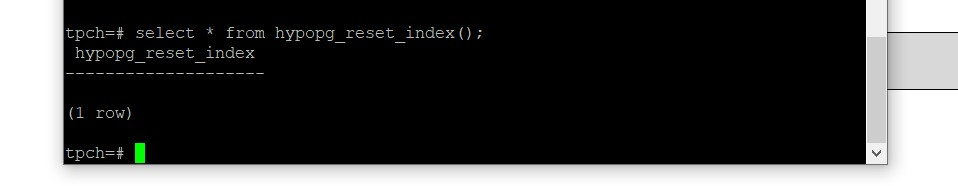 tpch=# select * from hypopg_reset_index();
 hypopg_reset_index
--------------------

(1 row)

tpch=#